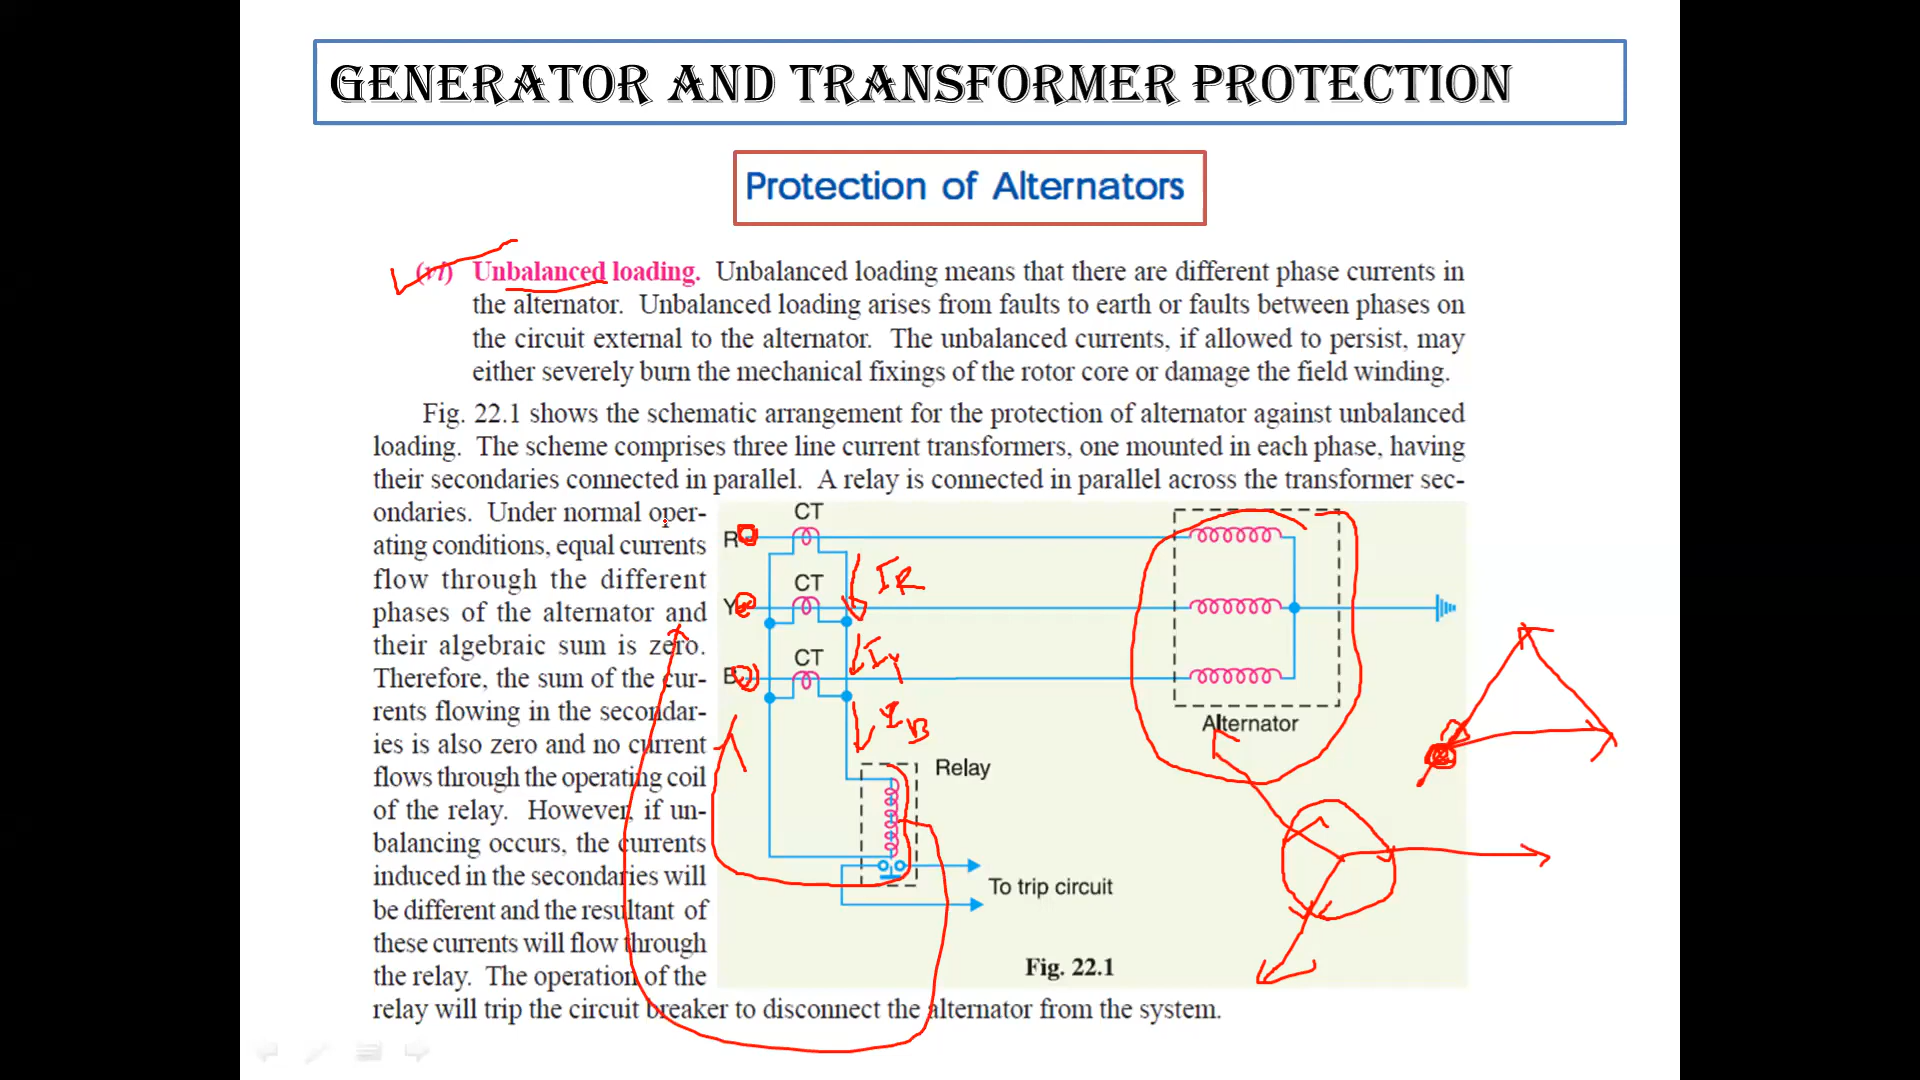 GENERATOR AND TRANSFORMER PROTECTION
Protection of Alternators
(vi) Unbalanced loading. Unbalanced loading means that there are different phase currents in
the alternator. Unbalanced loading arises from faults to earth or faults between phases on
the circuit external to the alternator. The unbalanced currents, if allowed to persist, may
either severely burn the mechanical fixings of the rotor core or damage the field winding.
Fig. 22.1 shows the schematic arrangement for the protection of alternator against unbalanced
loading. The scheme comprises three line current transformers, one mounted in each phase, having
their secondaries connected in parallel. A relay is connected in parallel across the transformer sec-
ondaries. Under normal oper-
ating conditions, equal currents
flow through the different
phases of the alternator and
their algebraic sum is zero.
Therefore, the sum of the cur-
rents flowing in the secondar-
ies is also zero and no current
flows through the operating coil
of the relay. However, if un-
balancing occurs, the currents
induced in the secondaries will
be different and the resultant of
these currents will flow through
the relay. The operation of the
relay will trip the circuit breaker to disconnect the alternator from the system.
CT
R
IR
CT
Y
IY
CT
B
IB
Alternator
Relay
To trip circuit
Fig. 22.1